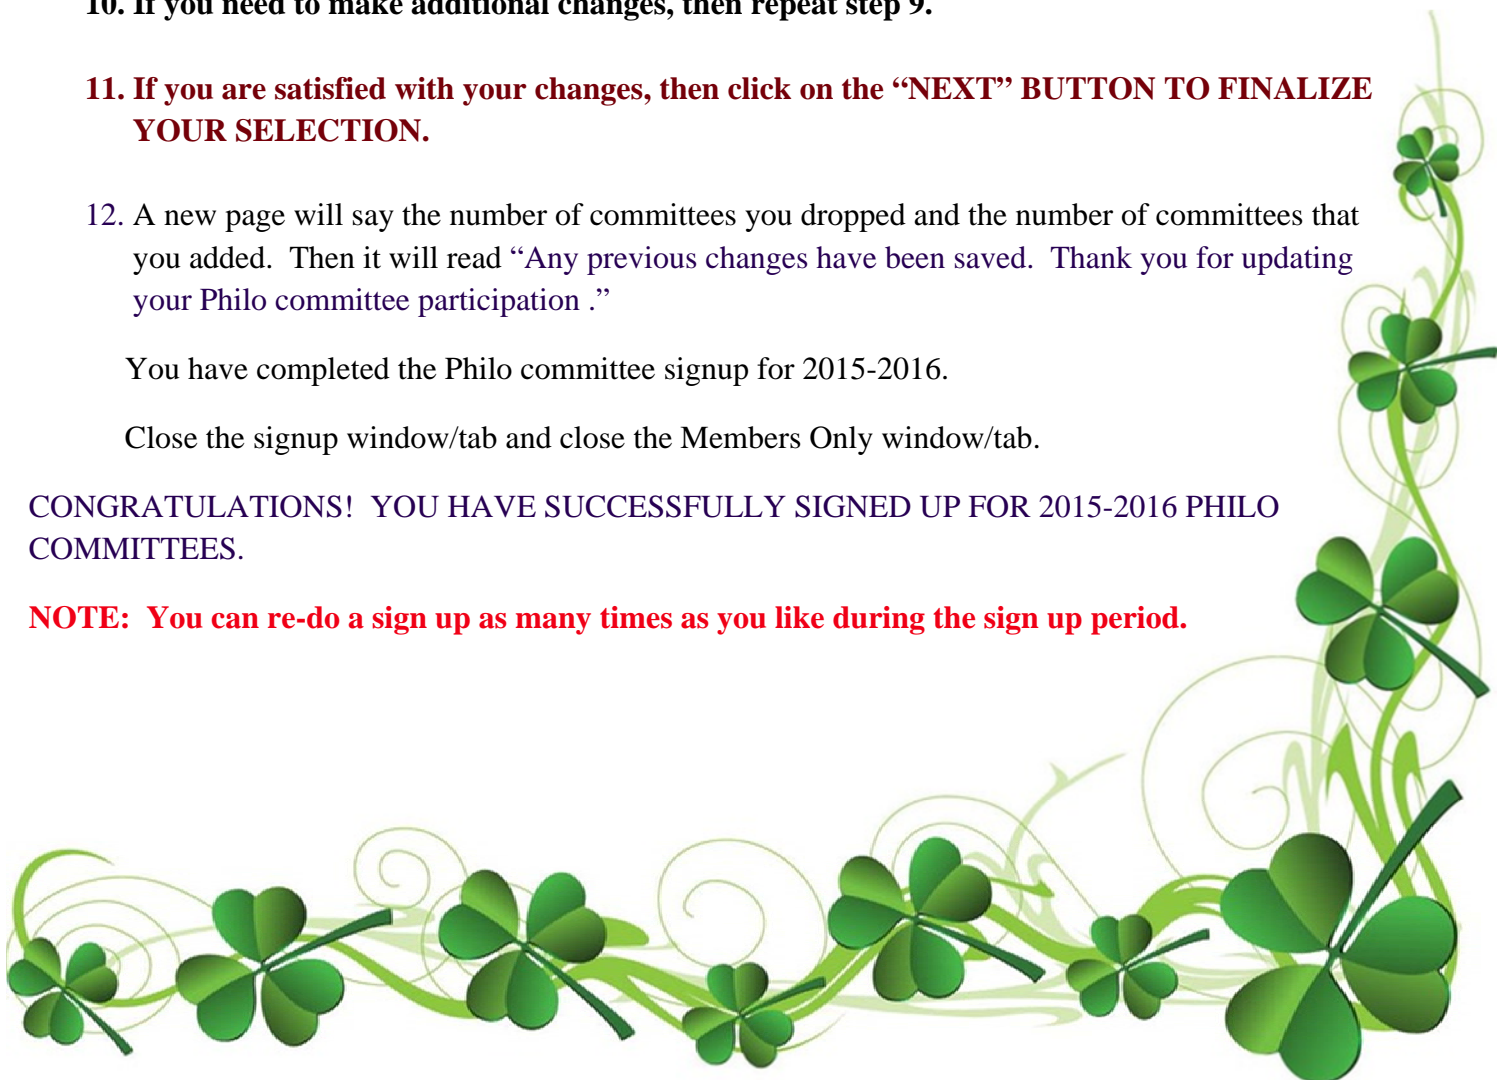 10. If you need to make additional changes, then repeat step 9.
11. If you are satisfied with your changes, then click on the “NEXT” BUTTON TO FINALIZE
YOUR SELECTION.
12. A new page will say the number of committees you dropped and the number of committees that
you added.  Then it will read “Any previous changes have been saved.  Thank you for updating
your Philo committee participation .”
You have completed the Philo committee signup for 2015-2016.
Close the signup window/tab and close the Members Only window/tab.
CONGRATULATIONS!  YOU HAVE SUCCESSFULLY SIGNED UP FOR 2015-2016 PHILO
COMMITTEES.
NOTE:  You can re-do a sign up as many times as you like during the sign up period.